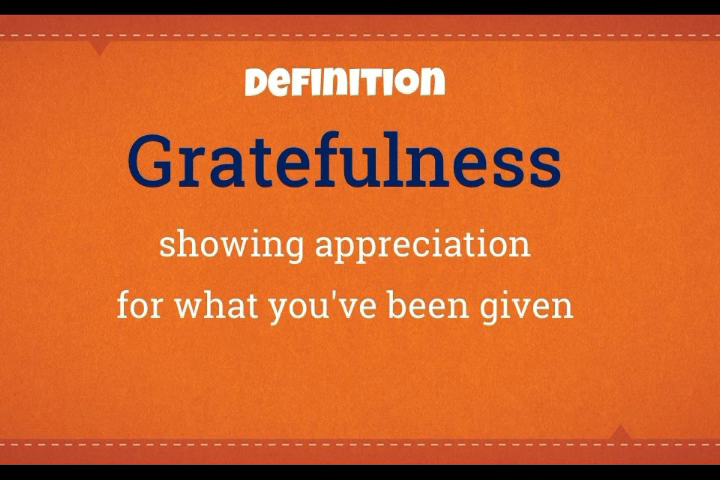 DEFINITION
Gratefulness
showing appreciation
for what you've been given